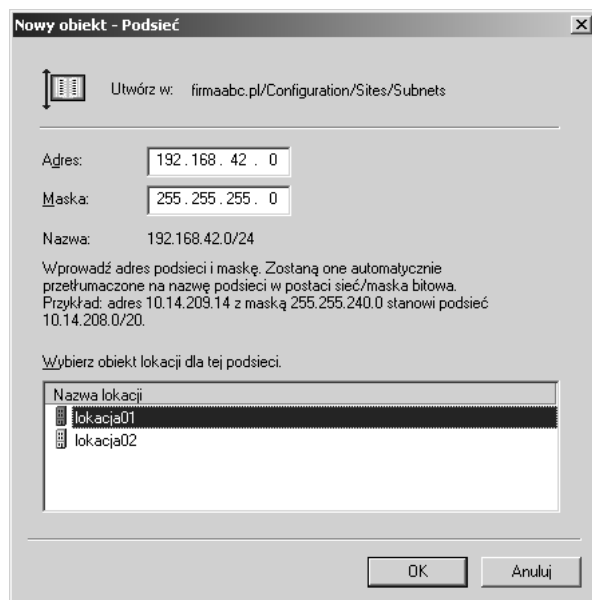 Nowy obiekt - Podsieć
Utwórz w: firmaabc.pl/Configuration/Sites/Subnets
Adres: 192.168. 42 . 0
Maska: 255.255.255. 0
Nazwa: 192.168.42.0/24
Wprowadź adres podsieci i maskę. Zostaną one automatycznie
przetłumaczone na nazwę podsieci w postaci sieć/maska bitowa.
Przykład: adres 10.14.209.14 z maską 255.255.240.0 stanowi podsieć
10.14.208.0/20.
Wybierz obiekt lokacji dla tej podsieci.
Nazwa lokacji
lokacja01
lokacja02
OK Anuluj